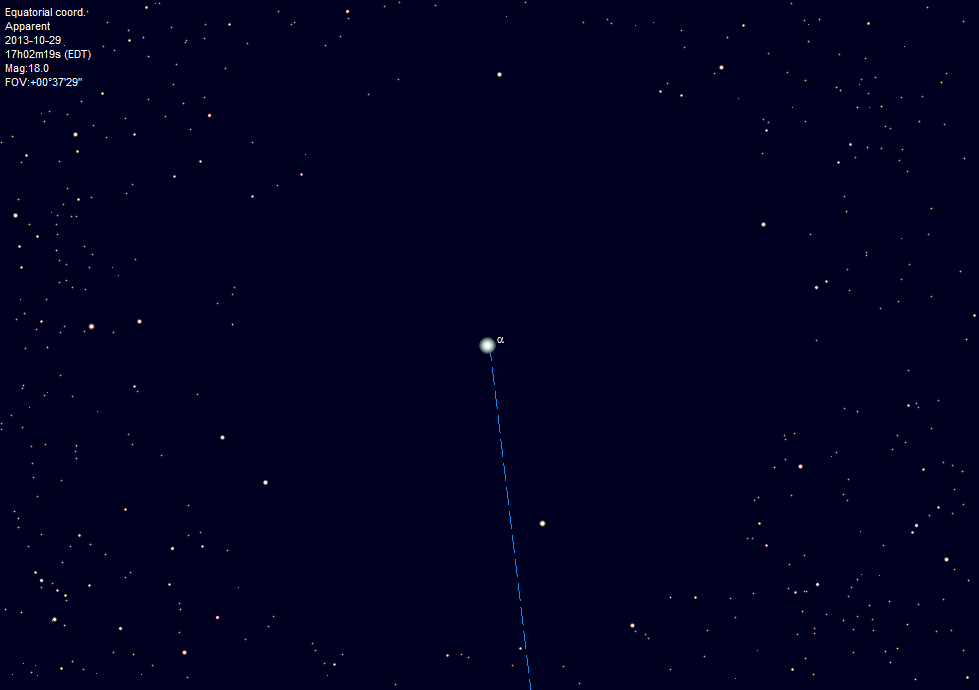 Equatorial coord.
Apparent
2013-10-29
17h02m19s (EDT)
Mag:18.0
FOV:+00°37'29"
α